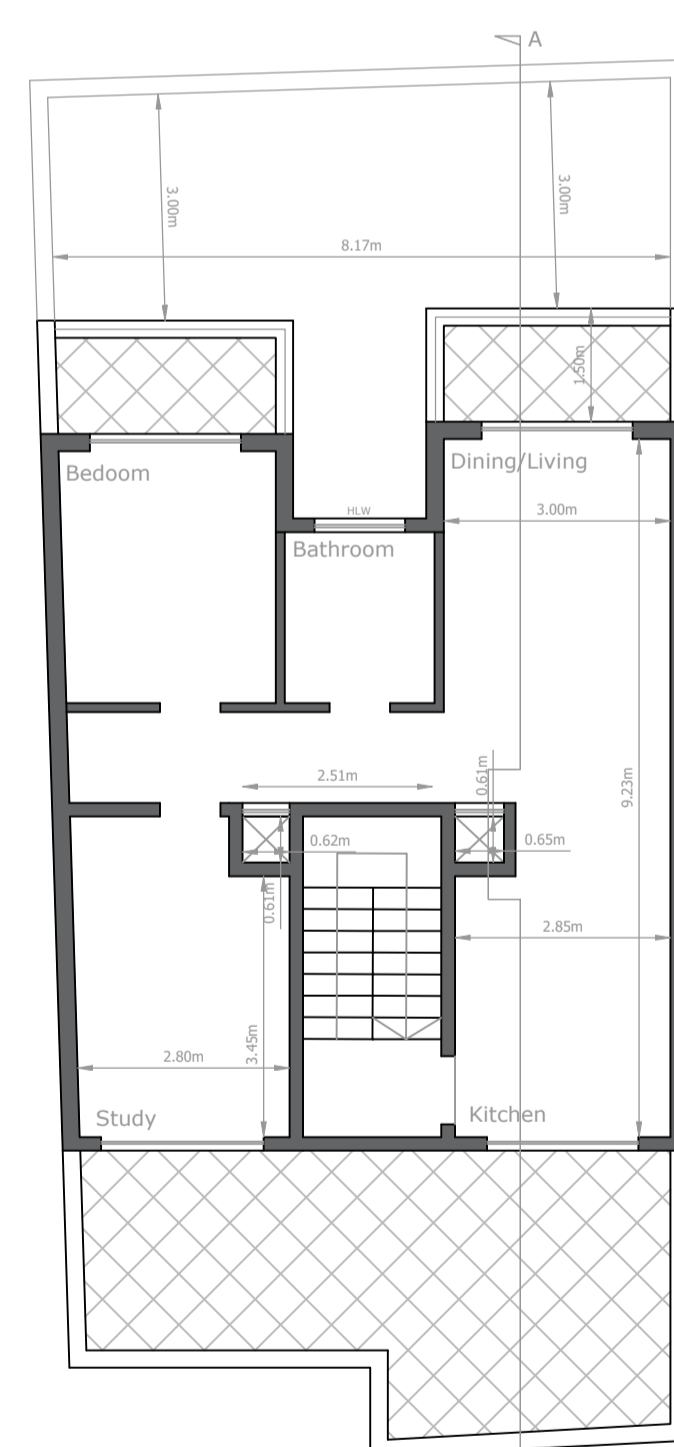 A
3.00m
3.00m
8.17m
1.50m
Bedoom
Dining/Living
HLW
3.00m
Bathroom
2.51m
0.61m
9.23m
0.62m
0.65m
0.61m
2.85m
3.45m
2.80m
Study
Kitchen